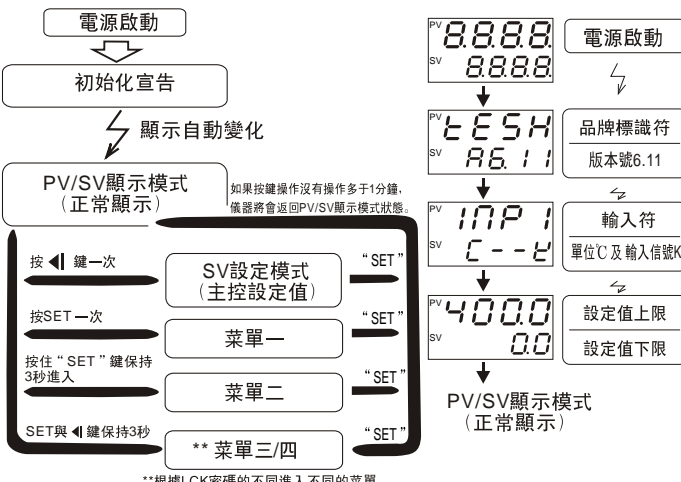 電源啟動
初始化宣告
顯示自動變化
PV/SV顯示模式
（正常顯示）
如果按鍵操作沒有操作多于1分鐘,
儀器將會返回PV/SV顯示模式狀態。
按 鍵一次
SV設定模式
（主控設定值）
“SET”
按SET一次
菜單一
“SET”
按住“SET”鍵保持
3秒進入
菜單二
“SET”
SET與 鍵保持3秒
** 菜單三/四
“SET”
**根據LCK密碼的不同進入不同的菜單
PV 8.8.8.8.
SV 8.8.8.8.
電源啟動
PV tESH
SV A6.11
品牌標識符
版本號6.11
PV INP1
SV
輸入符
單位℃及輸入信號K
PV 400.0
SV 0.0
設定值上限
設定值下限
PV/SV顯示模式
（正常顯示）